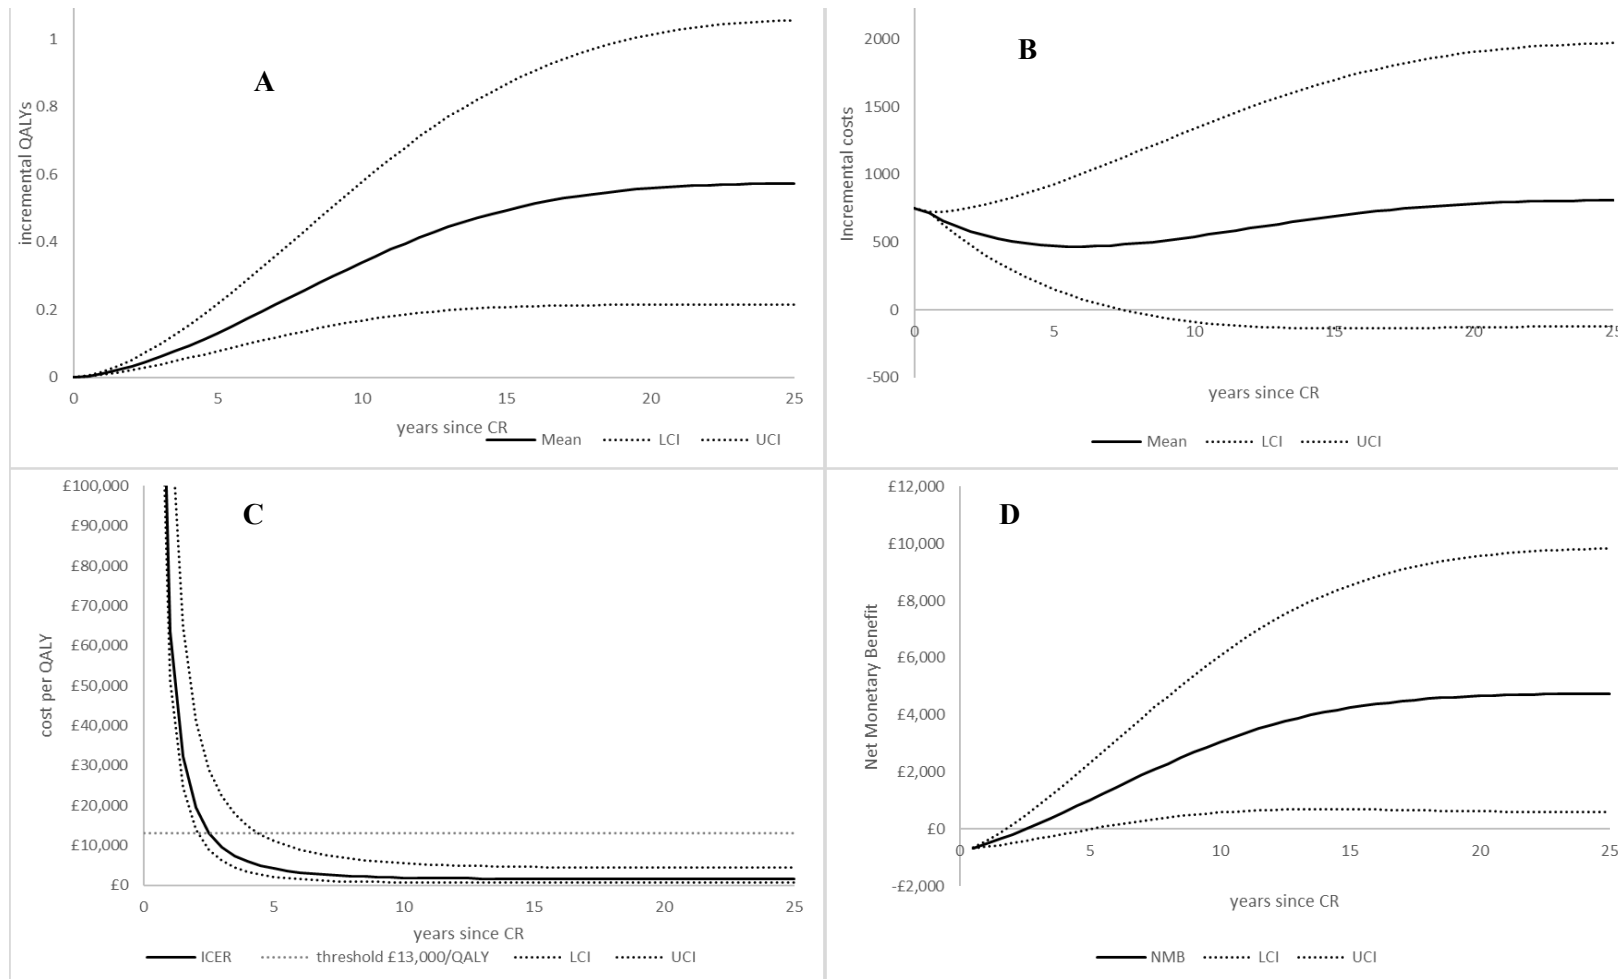 A
incremental QALYs
1
0.8
0.6
0.4
0.2
0
0 5 10 15 20 25
years since CR
Mean LCI UCI
B
Incremental costs
2000
1500
1000
500
0
-500
0 5 10 15 20 25
years since CR
Mean LCI UCI
C
cost per QALY
£100,000
£90,000
£80,000
£70,000
£60,000
£50,000
£40,000
£30,000
£20,000
£10,000
£0
0 5 10 15 20 25
years since CR
ICER threshold £13,000/QALY LCI UCI
D
Net Monetary Benefit
£12,000
£10,000
£8,000
£6,000
£4,000
£2,000
£0
-£2,000
0 5 10 15 20 25
years since CR
NMB LCI UCI